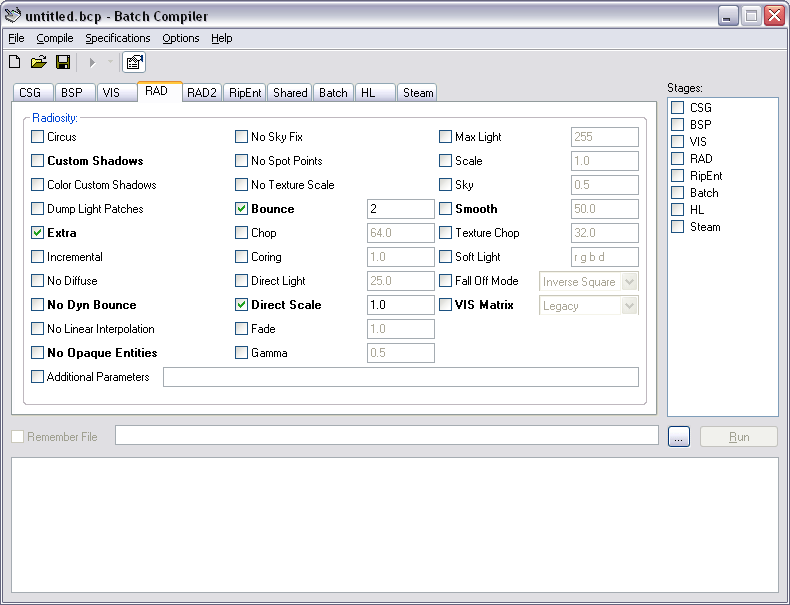 untitled.bcp - Batch Compiler
File Compile Specifications Options Help
CSG BSP VIS RAD RAD2 RipEnt Shared Batch HL Steam
Stages:
CSG
BSP
VIS
RAD
RipEnt
Batch
HL
Steam
Radiosity:
Circus No Sky Fix Max Light 255
Custom Shadows No Spot Points Scale 1.0
Color Custom Shadows No Texture Scale Sky 0.5
Dump Light Patches Bounce 2 Smooth 50.0
Extra Chop 64.0 Texture Chop 32.0
Incremental Coring 1.0 Soft Light r g b d
No Diffuse Direct Light 25.0 Fall Off Mode Inverse Square
No Dyn Bounce Direct Scale 1.0 VIS Matrix Legacy
No Linear Interpolation Fade 1.0
No Opaque Entities Gamma 0.5
Additional Parameters
Remember File ... Run